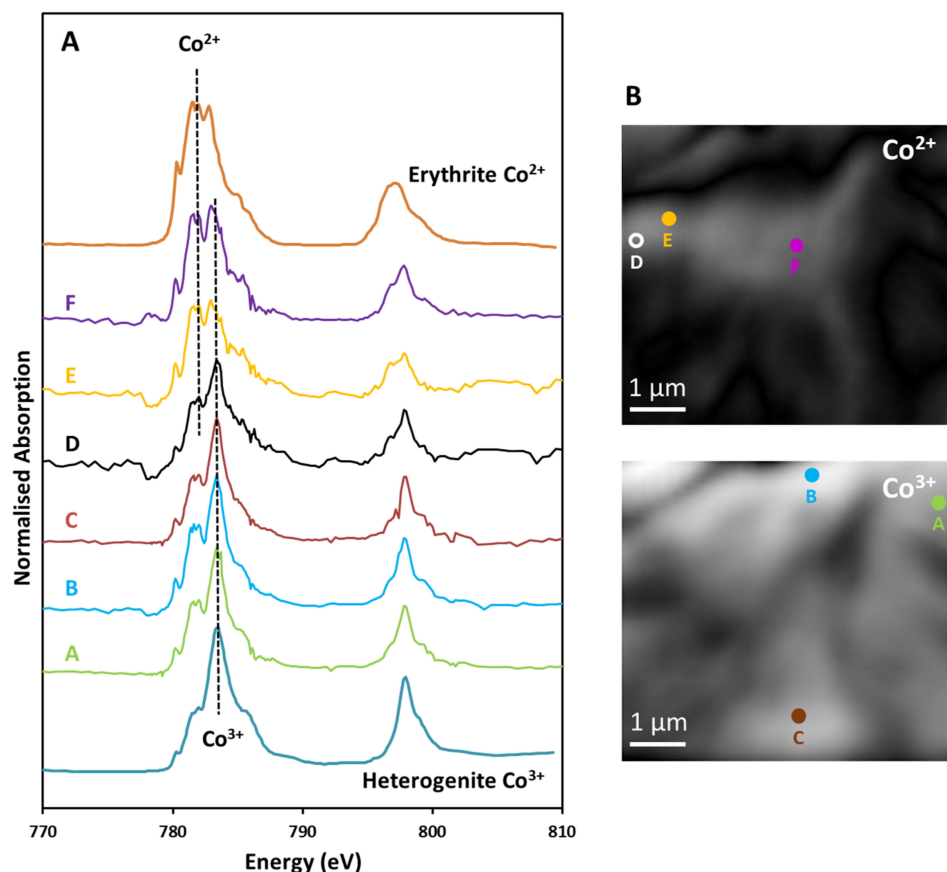 A
Co²⁺
Erythrite Co²⁺
F
E
D
C
B
A
Co³⁺
Heterogenite Co³⁺
Normalised Absorption
770
780
790
800
810
Energy (eV)
B
Co²⁺
E
D
F
1 µm
Co³⁺
B
A
1 µm
C